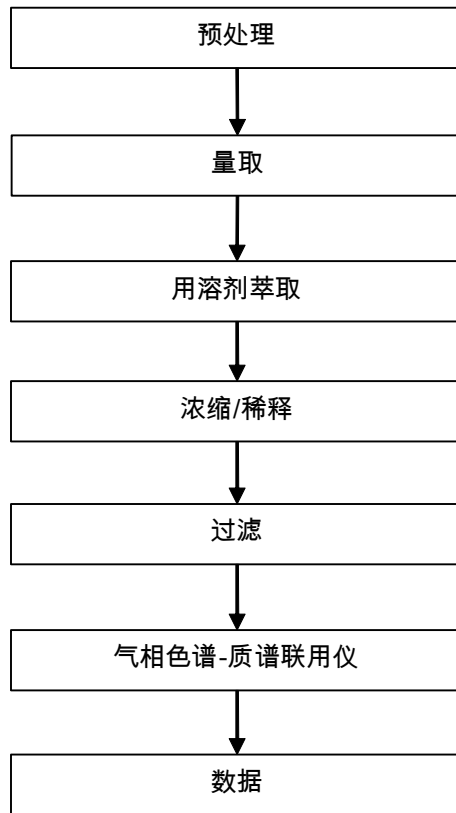 预处理
量取
用溶剂萃取
浓缩/稀释
过滤
气相色谱-质谱联用仪
数据